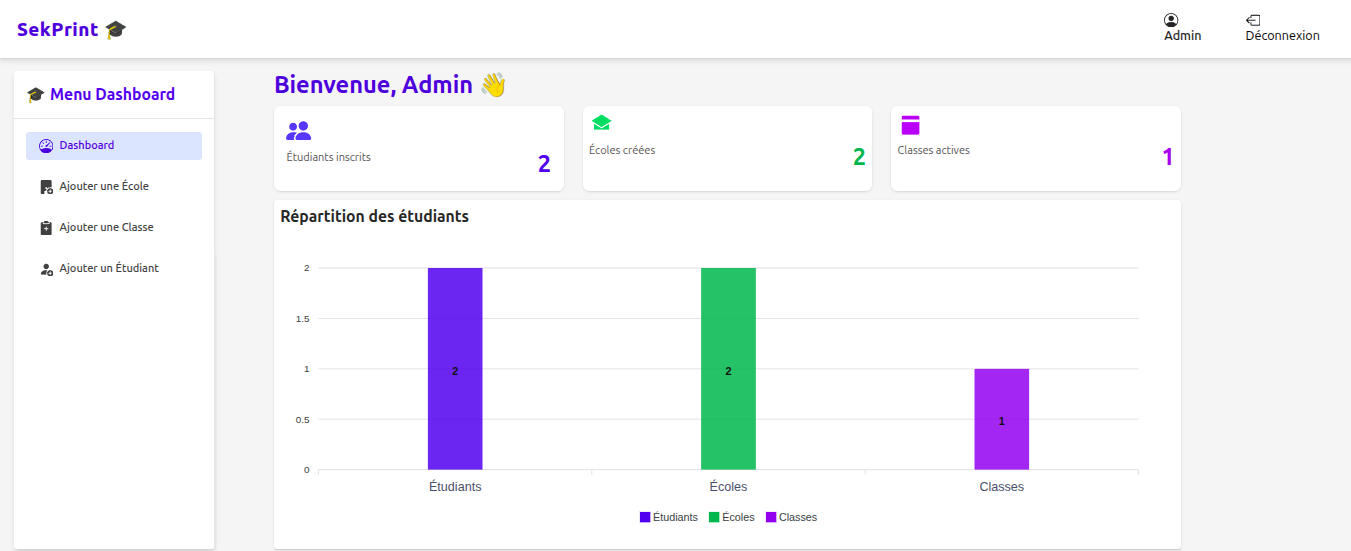 SekPrint 🎓
Admin
Déconnexion
🎓 Menu Dashboard
Dashboard
Ajouter une École
Ajouter une Classe
Ajouter un Étudiant
Bienvenue, Admin 👋
Étudiants inscrits
2
Écoles créées
2
Classes actives
1
Répartition des étudiants
2
1.5
1
0.5
0
2
2
1
Étudiants
Écoles
Classes
Étudiants Écoles Classes